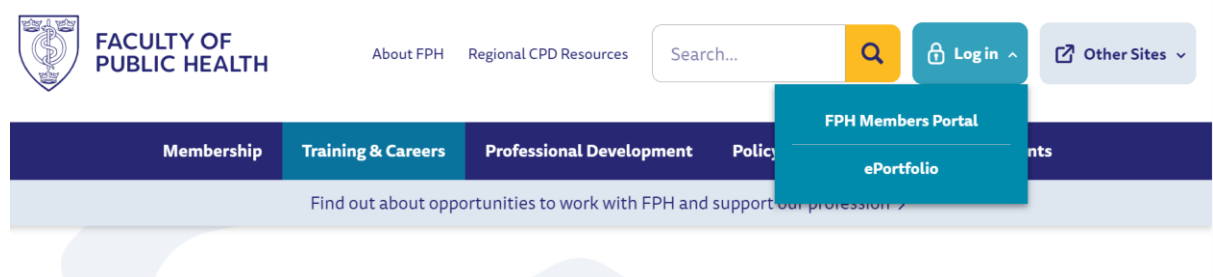 FACULTY OF
PUBLIC HEALTH
About FPH
Regional CPD Resources
Search...
Log in
Other Sites
FPH Members Portal
ePortfolio
Membership
Training & Careers
Professional Development
Policy
nts
Find out about opportunities to work with FPH and support our profession